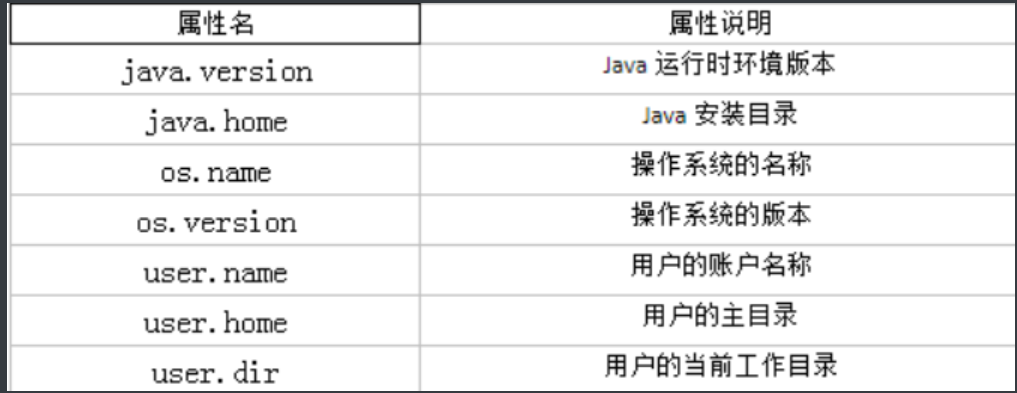 属性名 属性说明
java.version Java 运行时环境版本
java.home Java 安装目录
os.name 操作系统的名称
os.version 操作系统的版本
user.name 用户的账户名称
user.home 用户的主目录
user.dir 用户的当前工作目录